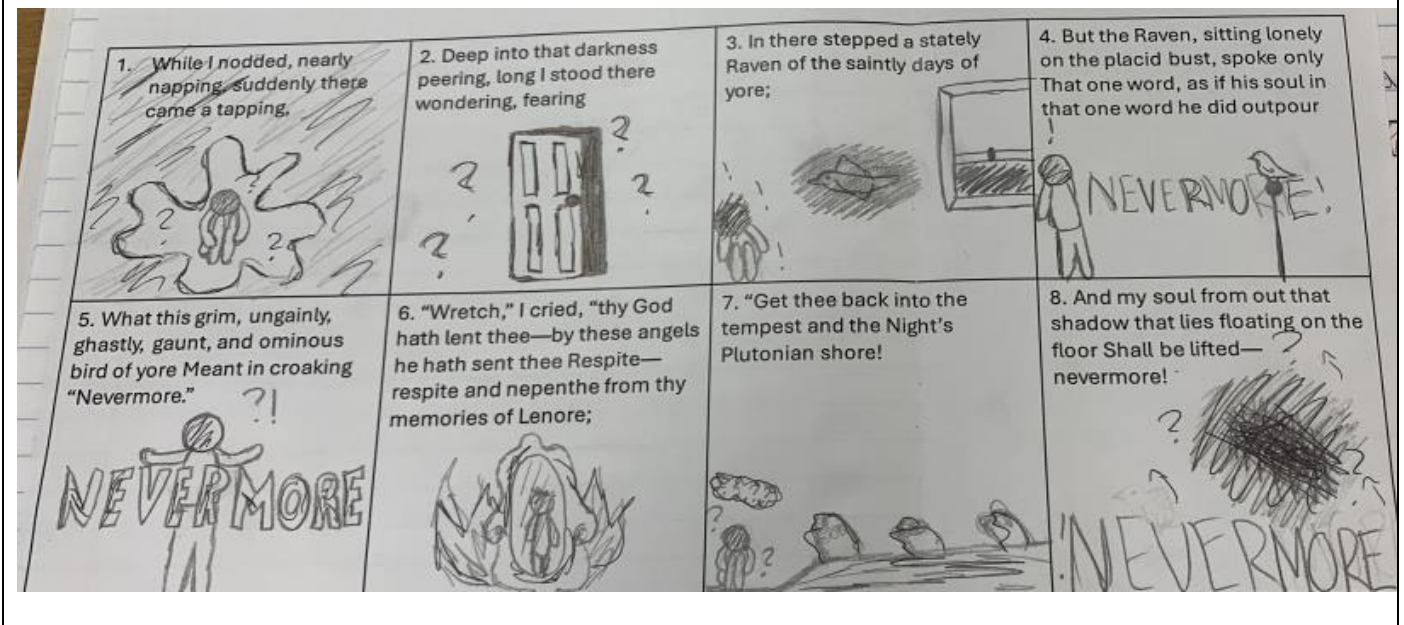 1. While I nodded, nearly
napping, suddenly there
came a tapping,
?
?
?
2. Deep into that darkness
peering, long I stood there
wondering, fearing
?
?
?
?
3. In there stepped a stately
Raven of the saintly days of
yore;
!
!
!
!
4. But the Raven, sitting lonely
on the placid bust, spoke only
That one word, as if his soul in
that one word he did outpour
!
NEVERMORE!
5. What this grim, ungainly,
ghastly, gaunt, and ominous
bird of yore Meant in croaking
“Nevermore.”
?!
NEVERMORE
6. “Wretch,” I cried, “thy God
hath lent thee—by these angels
he hath sent thee Respite—
respite and nepenthe from thy
memories of Lenore;
7. “Get thee back into the
tempest and the Night’s
Plutonian shore!
?
?
8. And my soul from out that
shadow that lies floating on the
floor Shall be lifted—
nevermore!
?
?
?
!NEVERMORE